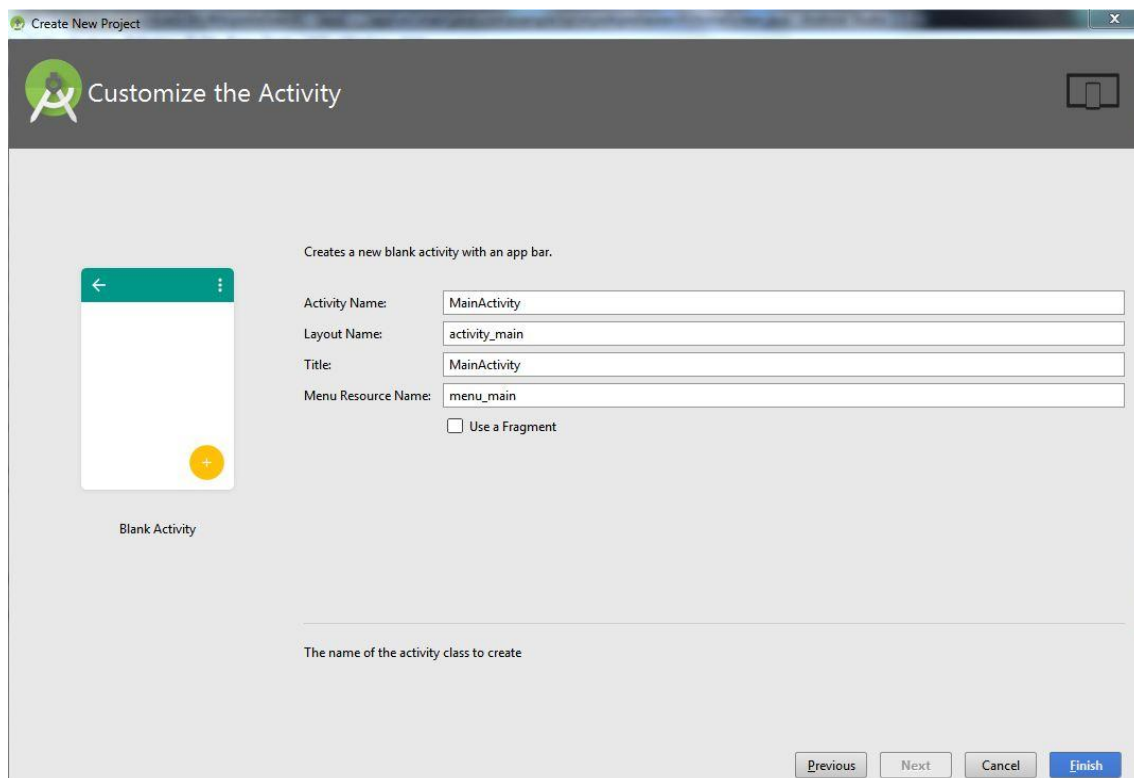 Create New Project
X
Customize the Activity
Creates a new blank activity with an app bar.
Activity Name: MainActivity
Layout Name: activity_main
Title: MainActivity
Menu Resource Name: menu_main
Use a Fragment
Blank Activity
The name of the activity class to create
Previous Next Cancel Finish